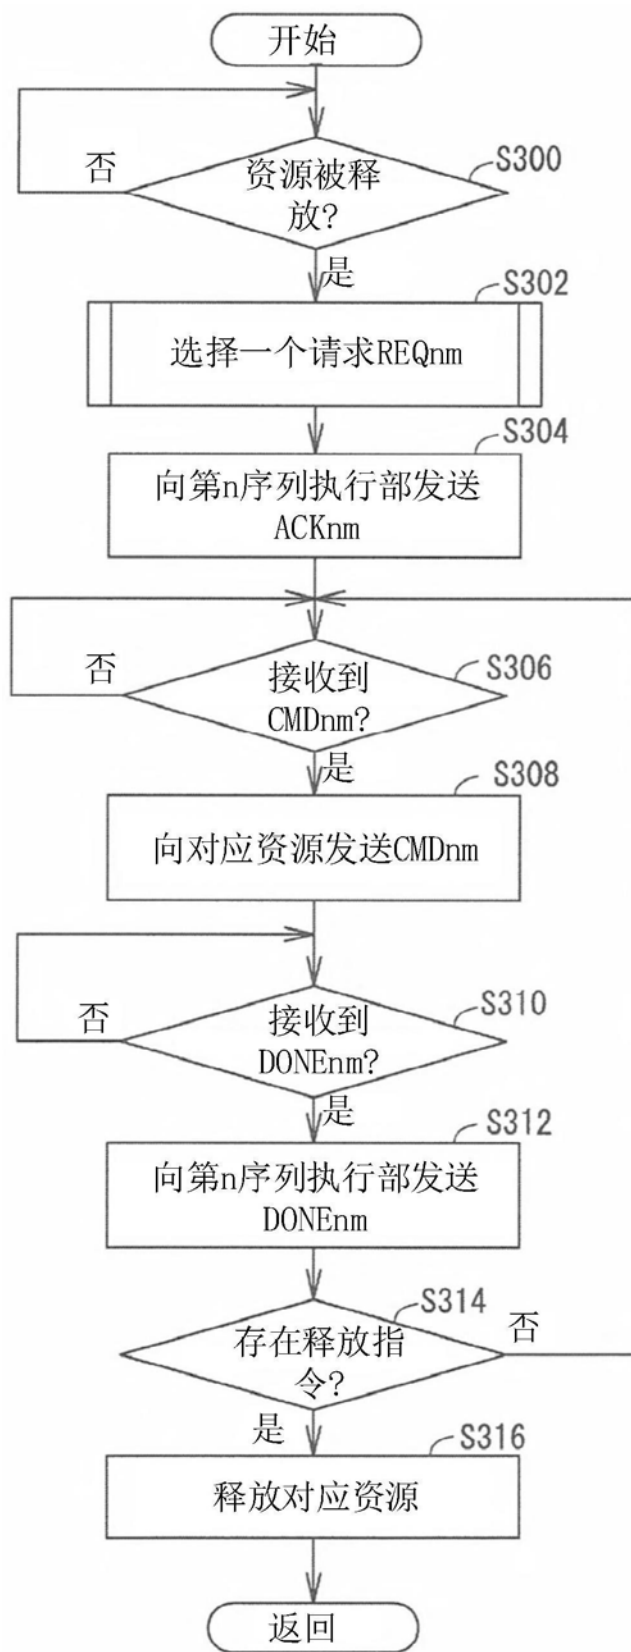 开始
否
资源被释
放?
S300
是
S302
选择一个请求REQnm
S304
向第n序列执行部发送
ACKnm
否
接收到
CMDnm?
S306
是
S308
向对应资源发送CMDnm
否
接收到
DONEnm?
S310
是
S312
向第n序列执行部发送
DONEnm
S314
存在释放指
令?
否
是
S316
释放对应资源
返回